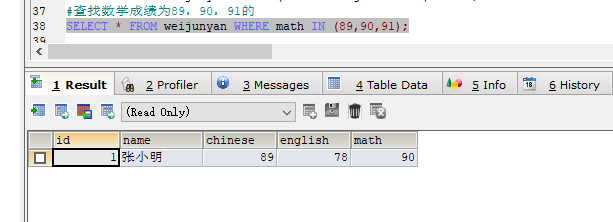 37 #查找数学成绩为89，90，91的
38 SELECT * FROM weijunyan WHERE math IN (89,90,91);
39
1 Result 2 Profiler 3 Messages 4 Table Data 5 Info 18 6 History
(Read Only)
id name chinese english math
1 张小明 89 78 90